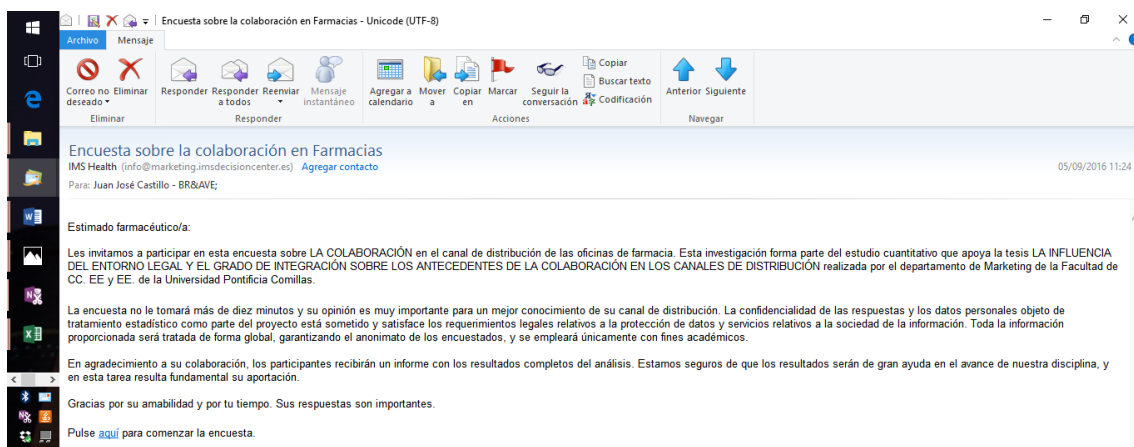 Encuesta sobre la colaboración en Farmacias - Unicode (UTF-8)
Archivo Mensaje
Correo no deseado Eliminar
Responder Responder a todos Reenviar Mensaje instantáneo
Agregar a calendario Mover a Copiar en Marcar Seguir la conversación
Copiar
Buscar texto
Codificación
Anterior Siguiente
Eliminar Responder Acciones Navegar
Encuesta sobre la colaboración en Farmacias
IMS Health (info@marketing.imsdecisioncenter.es) Agregar contacto 05/09/2016 11:24
Para: Juan José Castillo - BR&AVE;
Estimado farmacéutico/a:
Les invitamos a participar en esta encuesta sobre LA COLABORACIÓN en el canal de distribución de las oficinas de farmacia. Esta investigación forma parte del estudio cuantitativo que apoya la tesis LA INFLUENCIA
DEL ENTORNO LEGAL Y EL GRADO DE INTEGRACIÓN SOBRE LOS ANTECEDENTES DE LA COLABORACIÓN EN LOS CANALES DE DISTRIBUCIÓN realizada por el departamento de Marketing de la Facultad de
CC. EE y EE. de la Universidad Pontificia Comillas.
La encuesta no le tomará más de diez minutos y su opinión es muy importante para un mejor conocimiento de su canal de distribución. La confidencialidad de las respuestas y los datos personales objeto de
tratamiento estadístico como parte del proyecto está sometido y satisface los requerimientos legales relativos a la protección de datos y servicios relativos a la sociedad de la información. Toda la información
proporcionada será tratada de forma global, garantizando el anonimato de los encuestados, y se empleará únicamente con fines académicos.
En agradecimiento a su colaboración, los participantes recibirán un informe con los resultados completos del análisis. Estamos seguros de que los resultados serán de gran ayuda en el avance de nuestra disciplina, y
en esta tarea resulta fundamental su aportación.
Gracias por su amabilidad y por tu tiempo. Sus respuestas son importantes.
Pulse aquí para comenzar la encuesta.